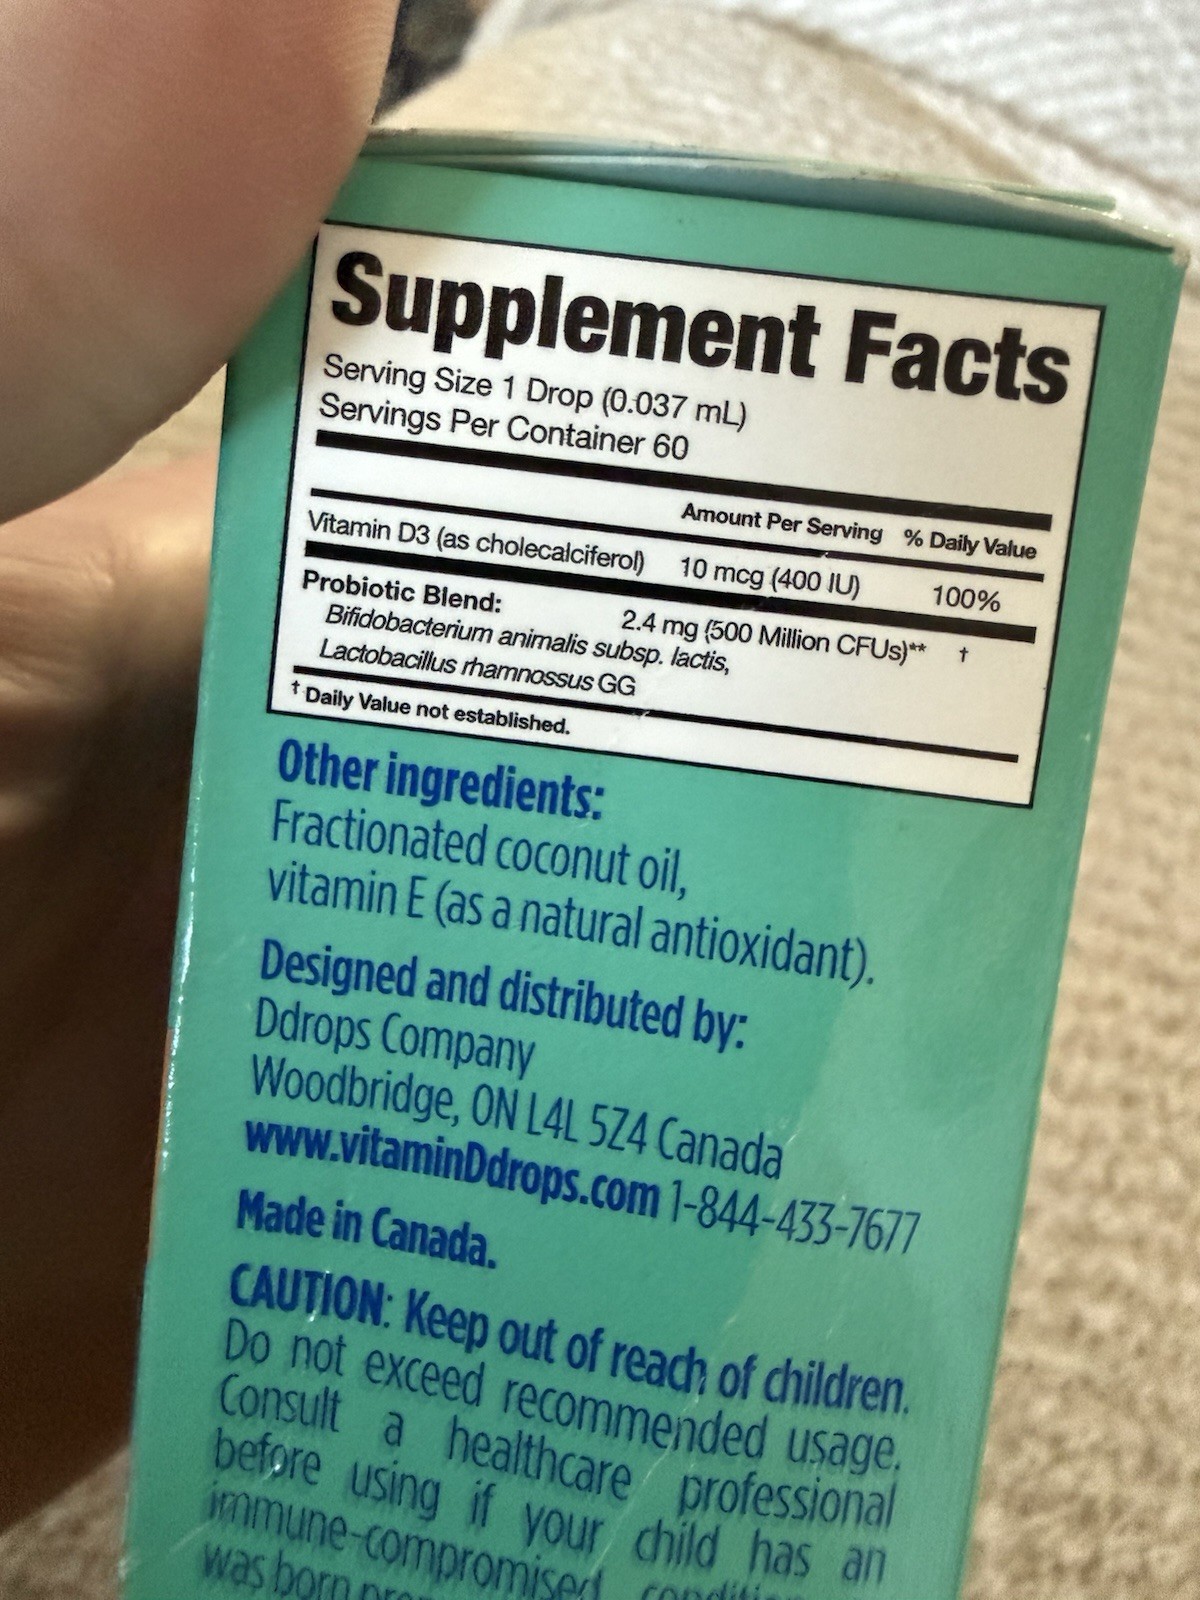 Supplement Facts
Serving Size 1 Drop (0.037 mL)
Servings Per Container 60
Amount Per Serving % Daily Value
Vitamin D3 (as cholecalciferol) 10 mcg (400 IU) 100%
Probiotic Blend: 2.4 mg (500 Million CFUs)** †
Bifidobacterium animalis subsp. lactis,
Lactobacillus rhamnossus GG
† Daily Value not established.
Other ingredients:
Fractionated coconut oil,
vitamin E (as a natural antioxidant).
Designed and distributed by:
Ddrops Company
Woodbridge, ON L4L 5Z4 Canada
www.vitaminDdrops.com 1-844-433-7677
Made in Canada.
CAUTION: Keep out of reach of children.
Do not exceed recommended usage.
Consult a healthcare professional
before using if your child has an
immune-compromised
was born